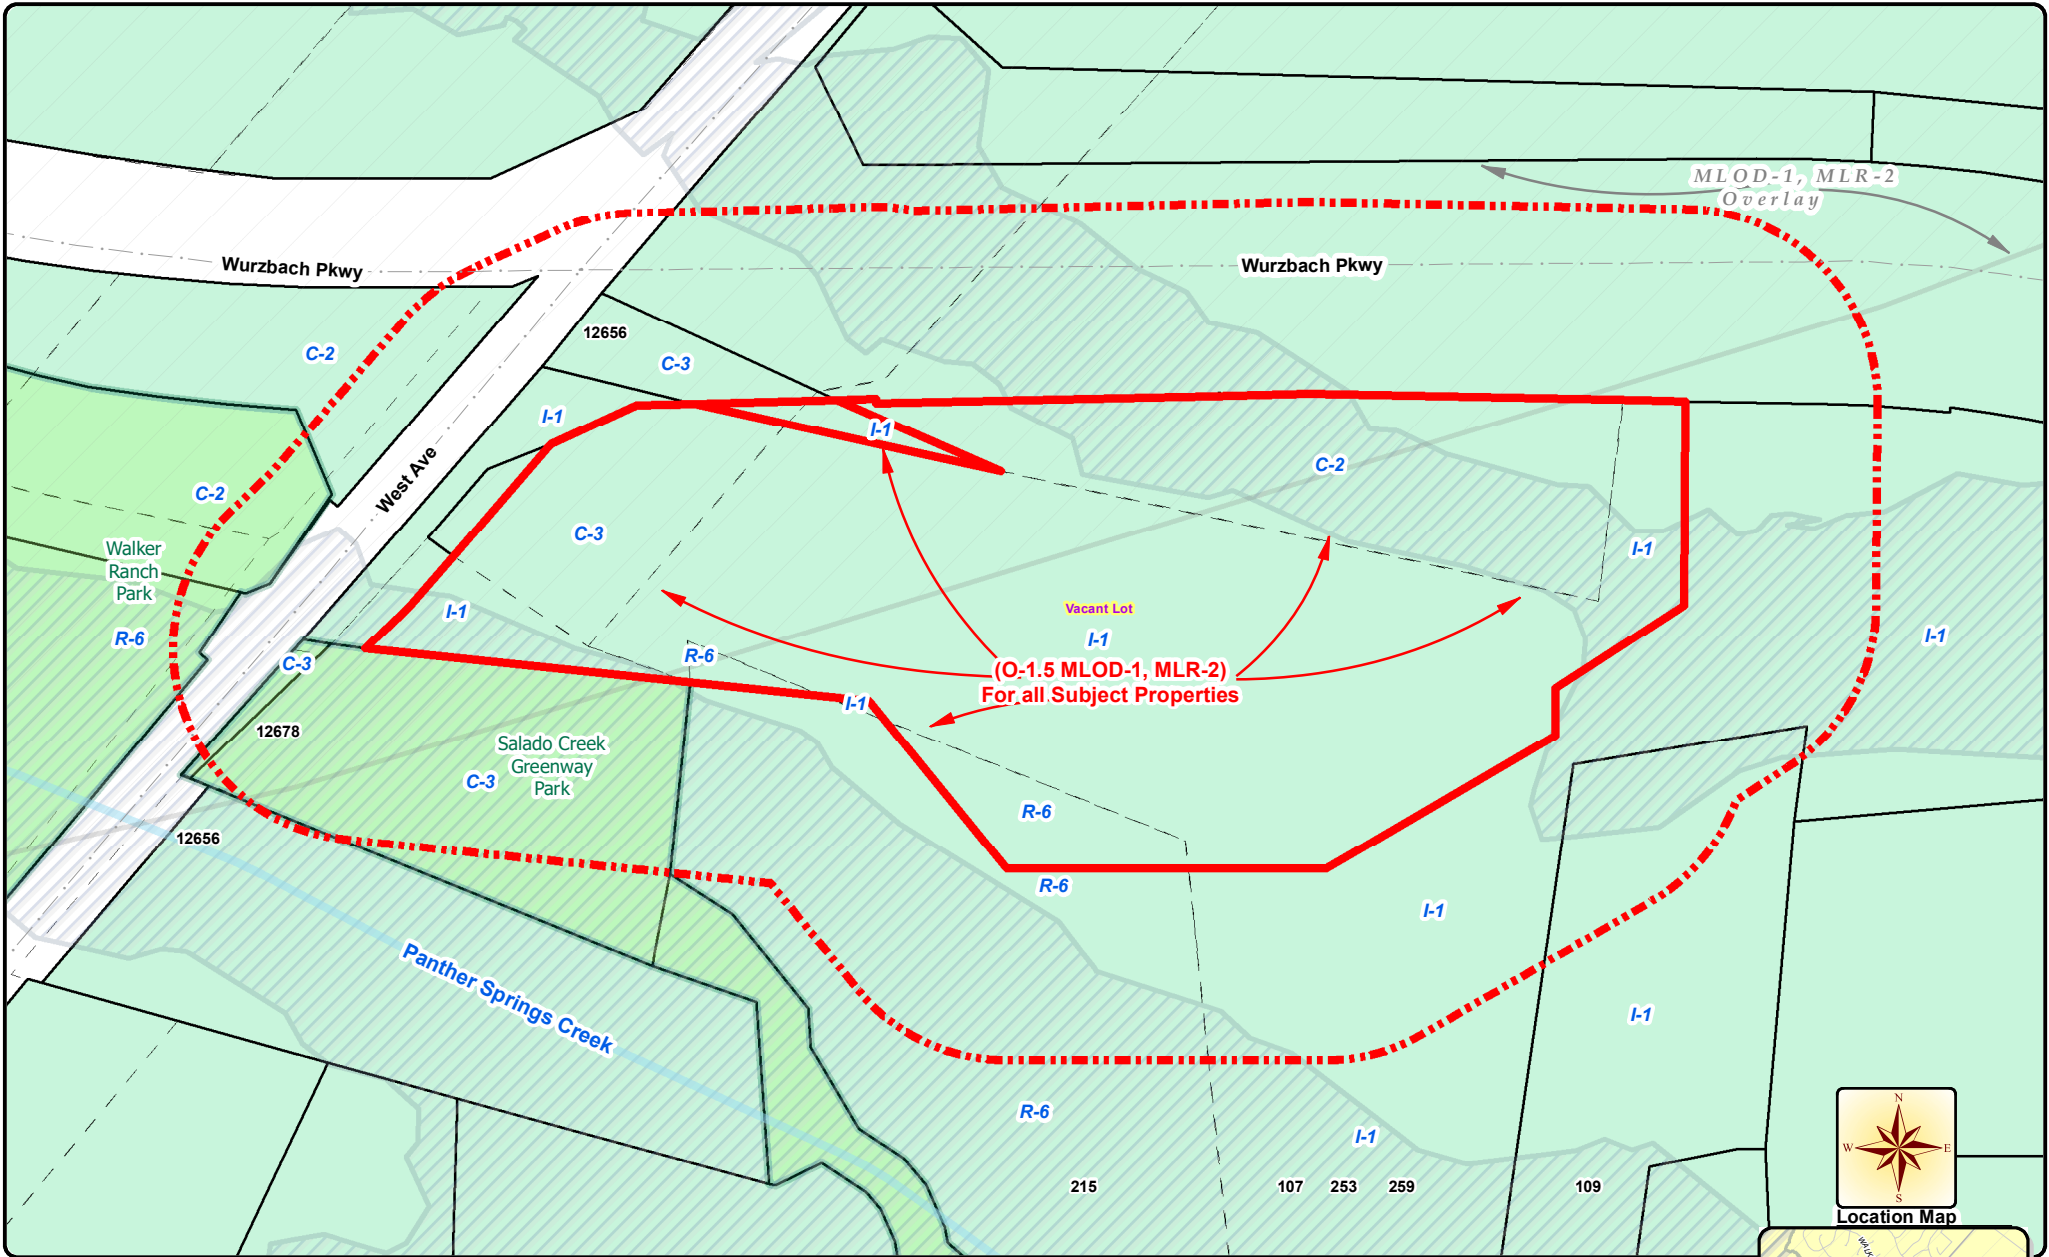 MLOD-1, MLR-2
Overlay
Wurzbach Pkwy
Wurzbach Pkwy
12656
C-2
C-3
I-1
I-1
C-2
West Ave
C-2
C-3
I-1
Walker
Ranch
Park
Vacant Lot
I-1
R-6
I-1
I-1
R-6
C-3
(O-1.5 MLOD-1, MLR-2)
For all Subject Properties
I-1
12678
Salado Creek
Greenway
Park
C-3
R-6
12656
R-6
I-1
Panther Springs Creek
I-1
R-6
I-1
215
107
253
259
109
N
W
E
S
Location Map
WALK